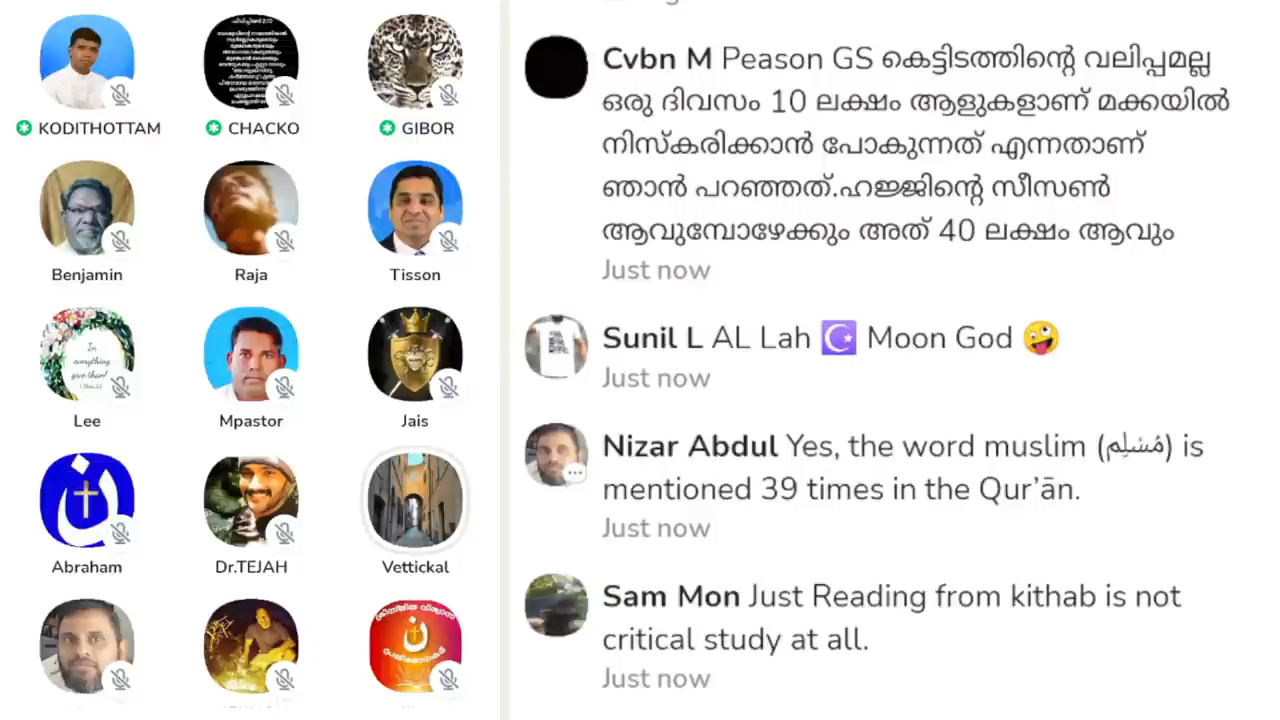 KODITHOTTAM
CHACKO
GIBOR
Benjamin
Raja
Tisson
In
everything
give thanks
Lee
Mpastor
Jais
Abraham
Dr.TEJAH
Vettickal
Cvbn M Peason GS കെട്ടിടത്തിന്റെ വലിപ്പമല്ല
ഒരു ദിവസം 10 ലക്ഷം ആളുകളാണ് മക്കയിൽ
നിസ്കരിക്കാൻ പോകുന്നത് എന്നതാണ്
ഞാൻ പറഞ്ഞത്.ഹജ്ജിന്റെ സീസൺ
ആവുമ്പോഴേക്കും അത് 40 ലക്ഷം ആവും
Just now
Sunil L AL Lah ☪️ Moon God 🤪
Just now
Nizar Abdul Yes, the word muslim (مُسْلِم) is
mentioned 39 times in the Qur’ān.
Just now
Sam Mon Just Reading from kithab is not
critical study at all.
Just now